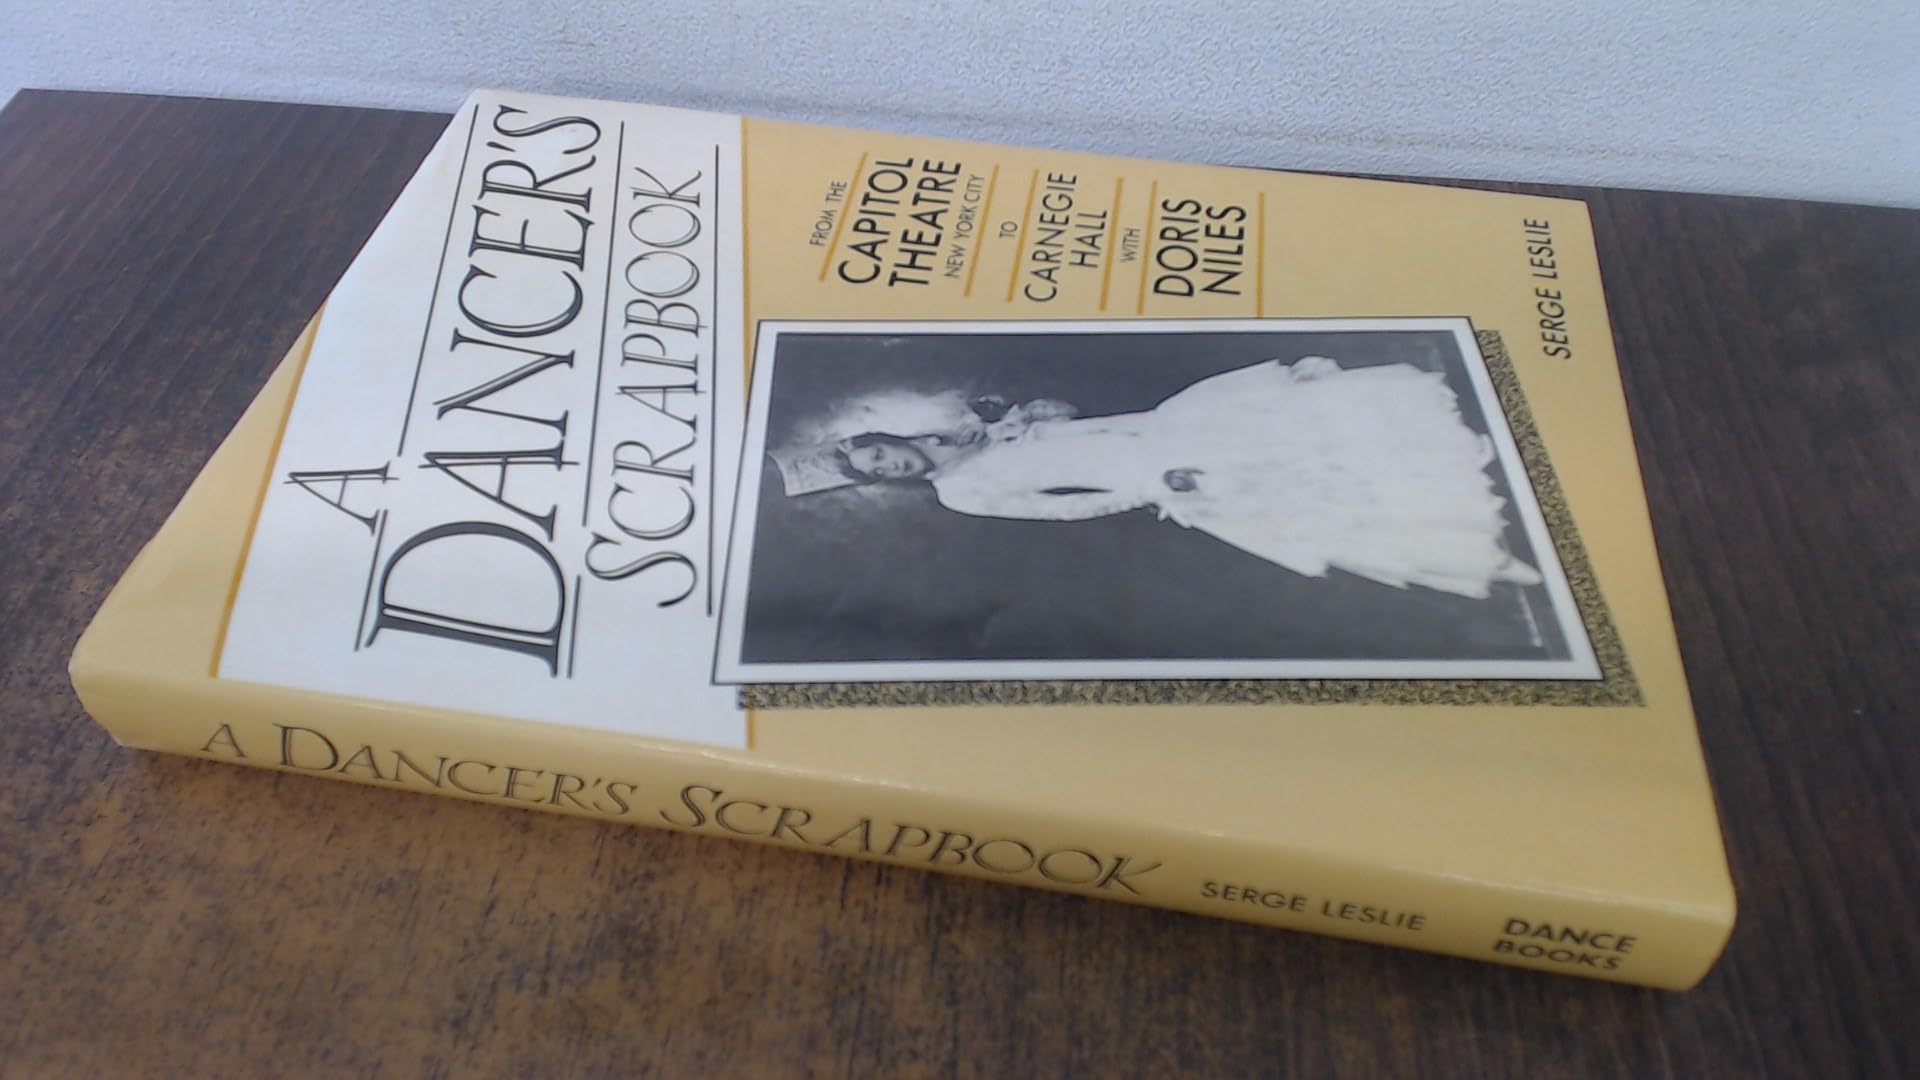 A
DANCER'S
SCRAPBOOK
FROM THE
CAPITOL
THEATRE
NEW YORK CITY
TO
CARNEGIE
HALL
WITH
DORIS
NILES
SERGE LESLIE
A DANCER'S SCRAPBOOK SERGE LESLIE
DANCE
BOOKS